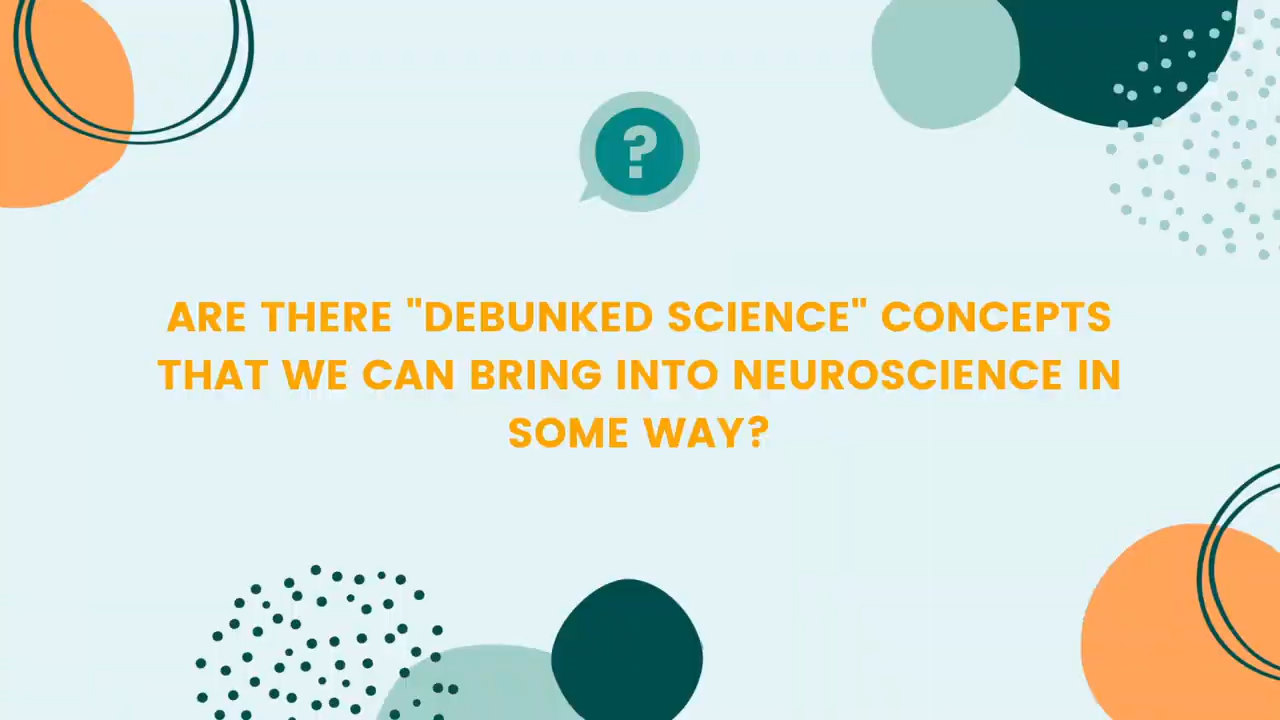 ?
ARE THERE "DEBUNKED SCIENCE" CONCEPTS
THAT WE CAN BRING INTO NEUROSCIENCE IN
SOME WAY?